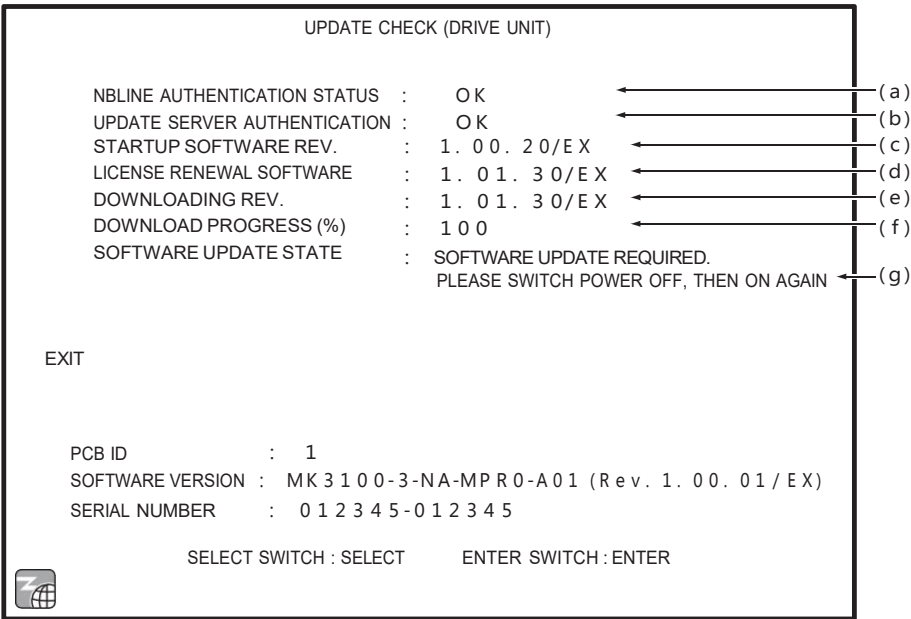 UPDATE CHECK (DRIVE UNIT)
NBLINE AUTHENTICATION STATUS : OK (a)
UPDATE SERVER AUTHENTICATION : OK (b)
STARTUP SOFTWARE REV. : 1.00.20/EX (c)
LICENSE RENEWAL SOFTWARE : 1.01.30/EX (d)
DOWNLOADING REV. : 1.01.30/EX (e)
DOWNLOAD PROGRESS (%) : 100 (f)
SOFTWARE UPDATE STATE : SOFTWARE UPDATE REQUIRED.
PLEASE SWITCH POWER OFF, THEN ON AGAIN (g)
EXIT
PCB ID : 1
SOFTWARE VERSION : MK3100-3-NA-MPR0-A01 (Rev.1.00.01/EX)
SERIAL NUMBER : 012345-012345
SELECT SWITCH : SELECT ENTER SWITCH : ENTER